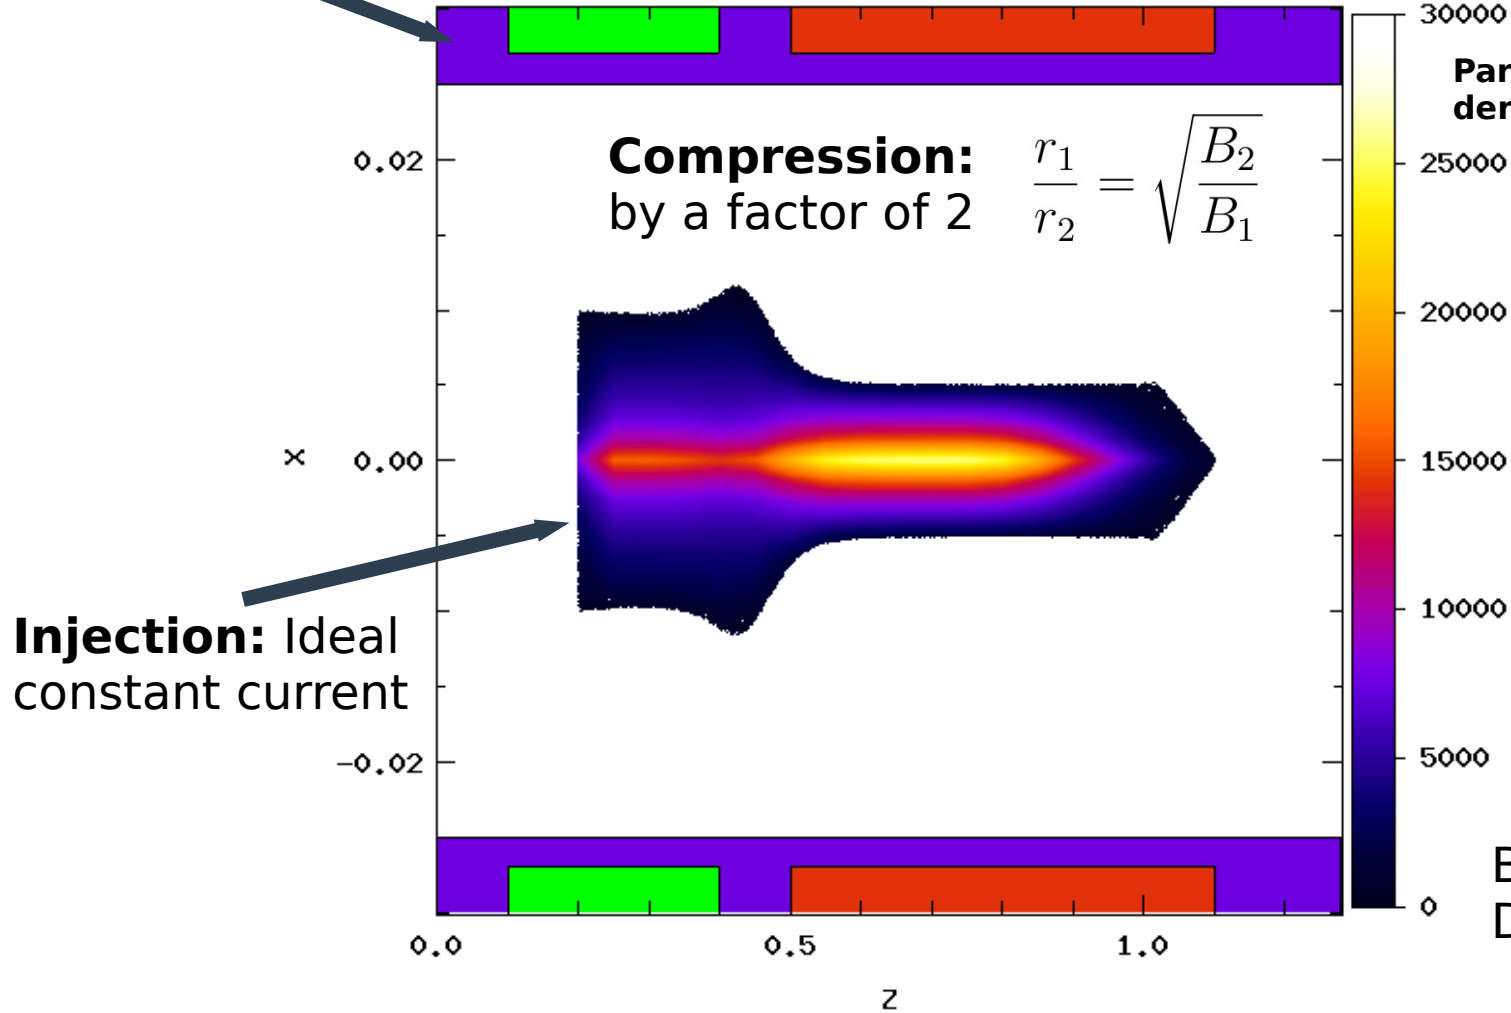 30000
Par
der
Compression:
by a factor of 2
r₁/r₂ = √(B₂/B₁)
0.02
25000
20000
x 0.00
15000
10000
Injection: Ideal
constant current
-0.02
5000
0
0.0 0.5 1.0
z